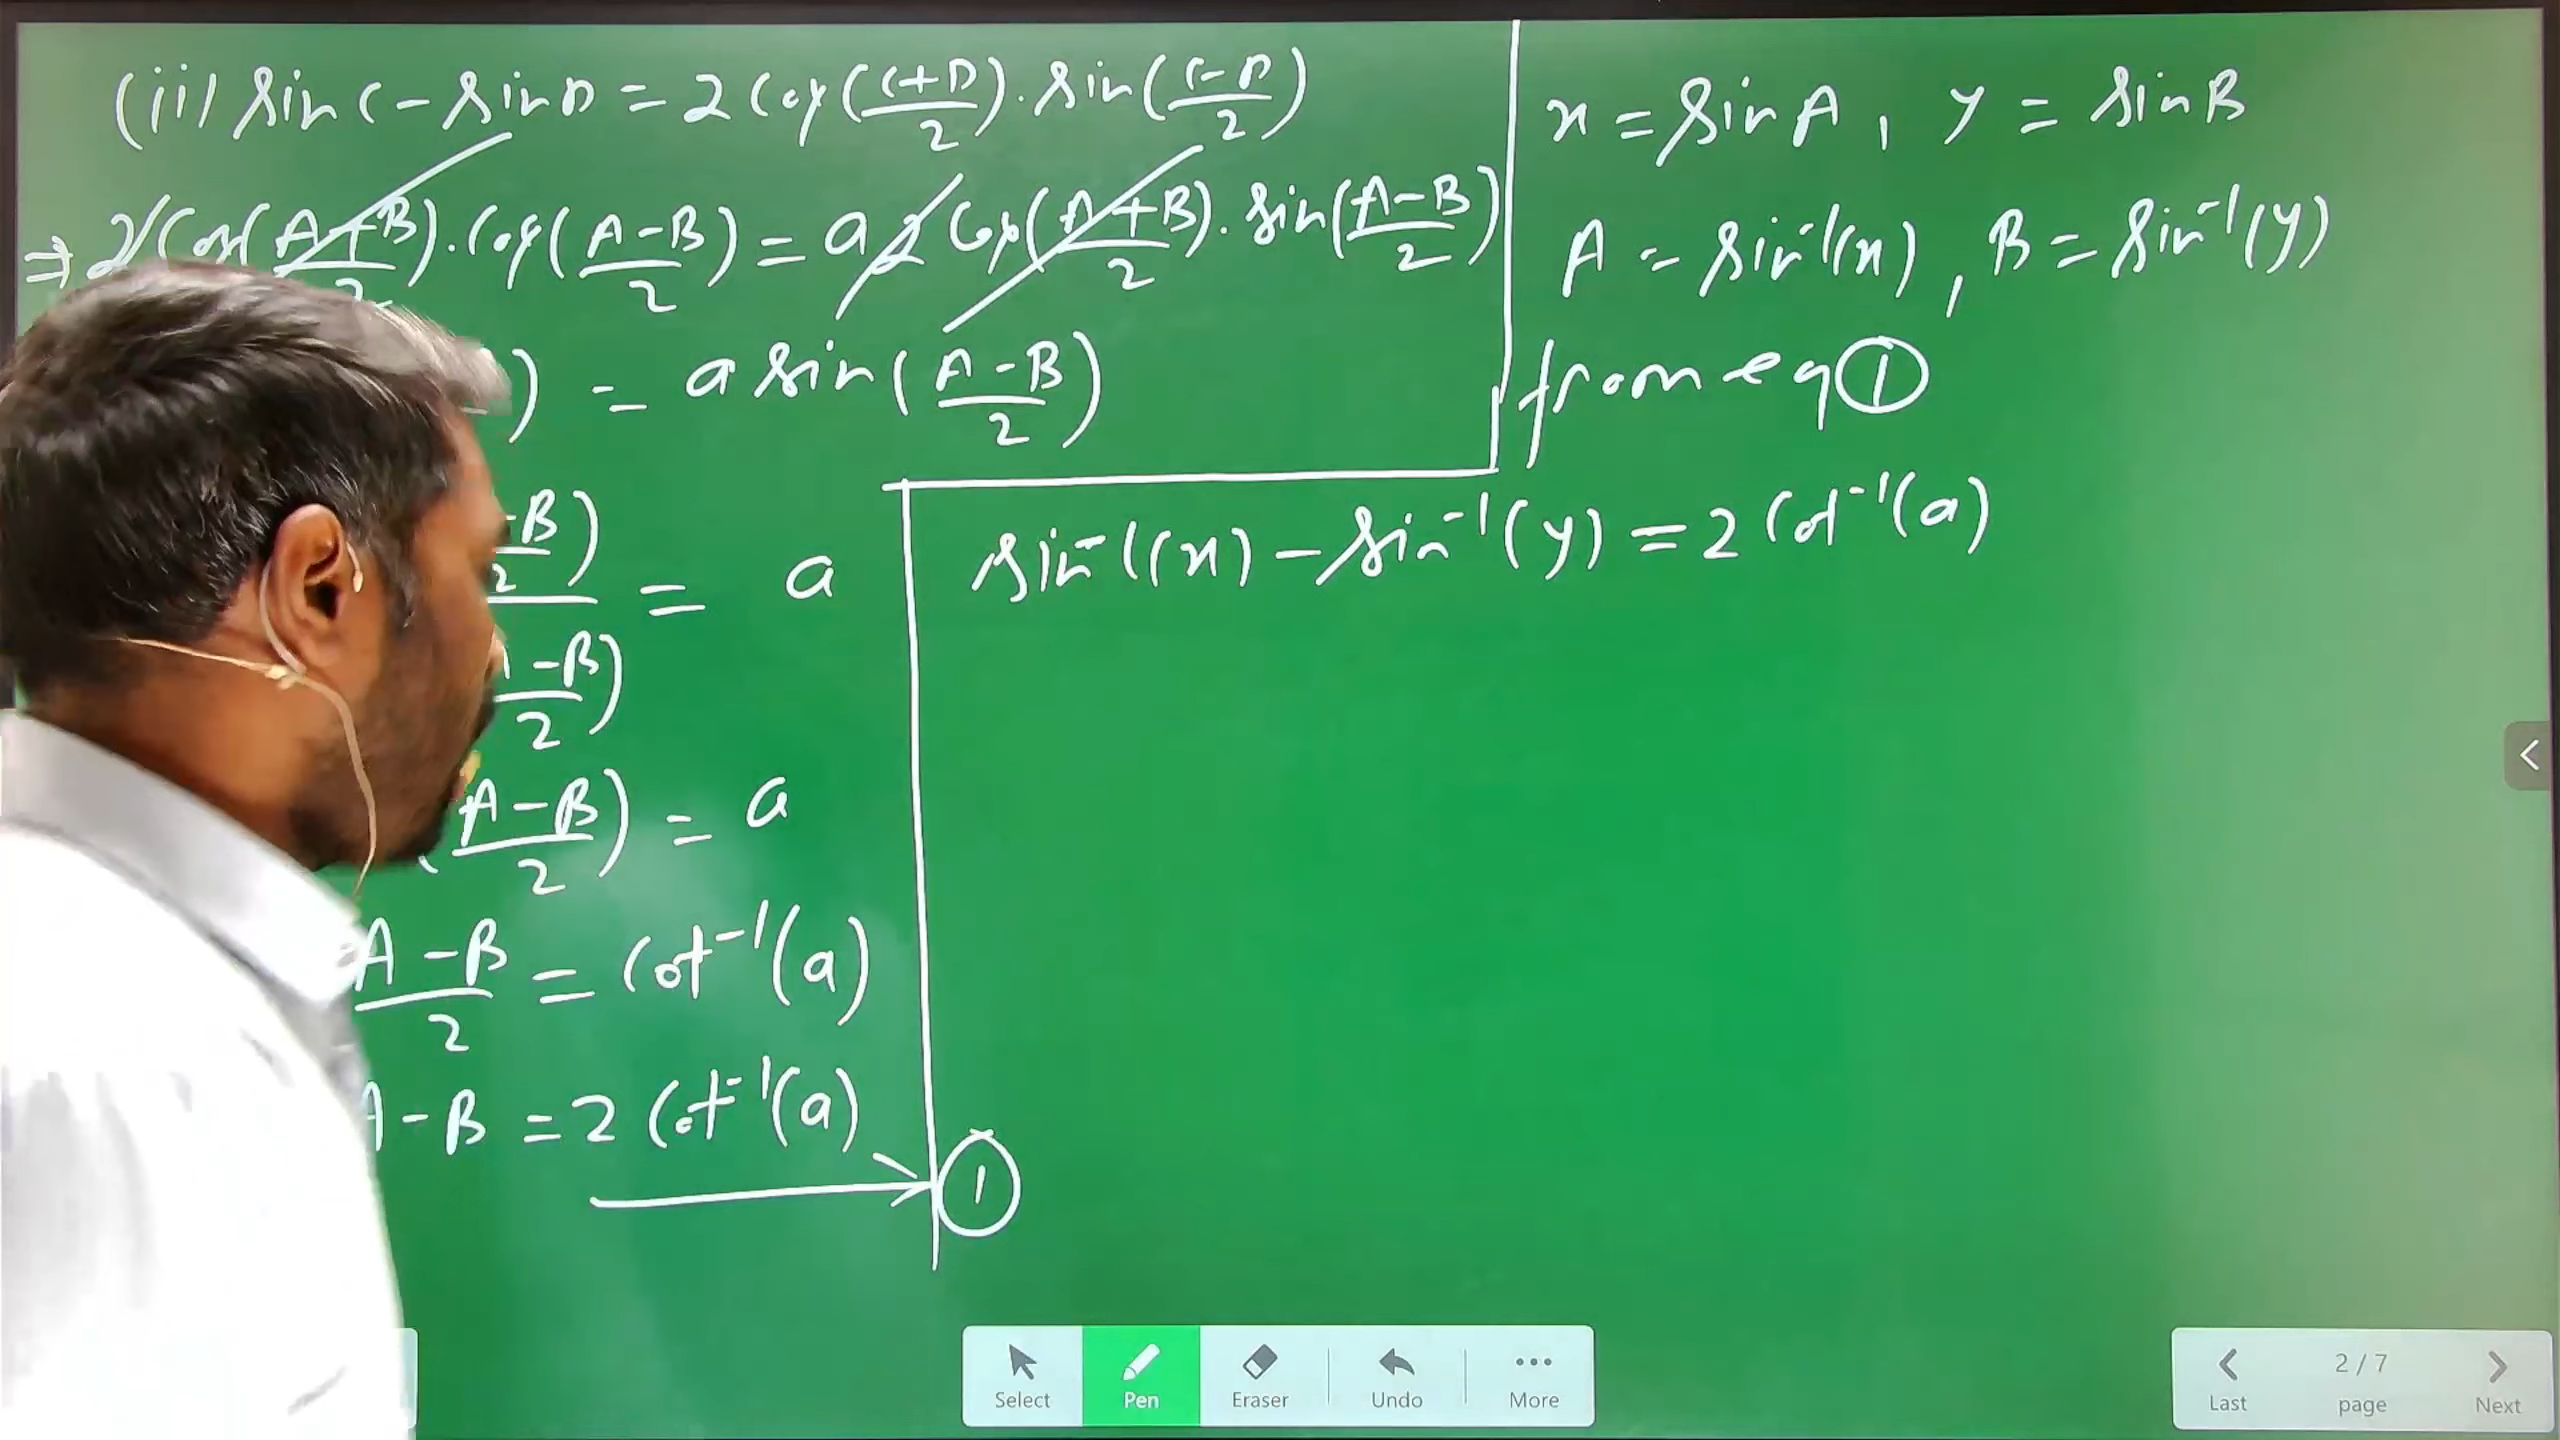 (ii) sin C - sin D = 2 Cos((C+D)/2) . sin((C-D)/2)
⇒ 2 Cos((A+B)/2) . Cos((A-B)/2) = a 2 Cos((A+B)/2) . sin((A-B)/2)
) = a sin((A-B)/2)
-B)/2) = a
A-B)/2)
(A-B)/2) = a
(A-B)/2 = Cot⁻¹(a)
A-B = 2 Cot⁻¹(a)
→ ①
x = sin A, y = sin B
A = sin⁻¹(x), B = sin⁻¹(y)
from eq ①
sin⁻¹(x) - sin⁻¹(y) = 2 Cot⁻¹(a)
Select Pen Eraser Undo More
Last 2 / 7 page Next